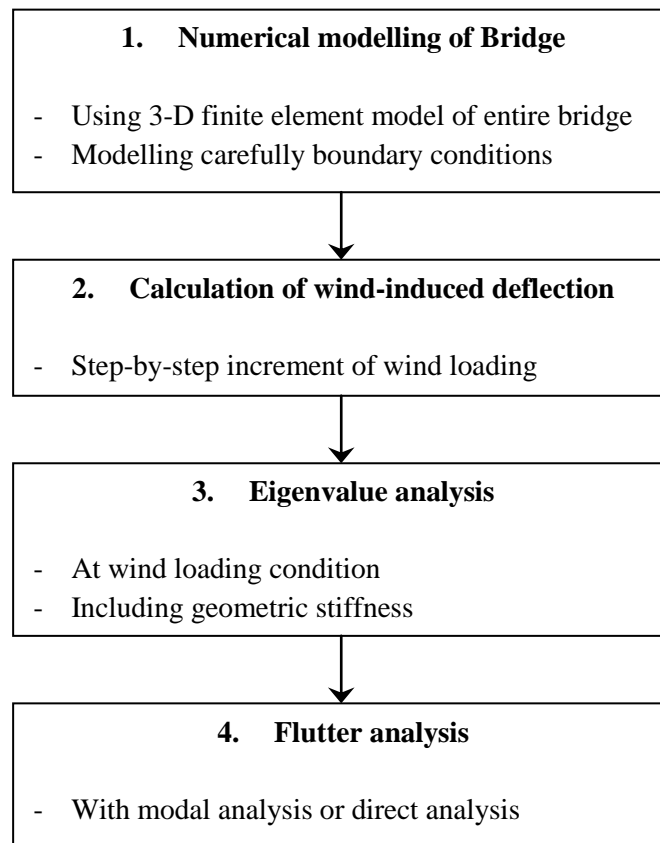 1. Numerical modelling of Bridge
- Using 3-D finite element model of entire bridge
- Modelling carefully boundary conditions
2. Calculation of wind-induced deflection
- Step-by-step increment of wind loading
3. Eigenvalue analysis
- At wind loading condition
- Including geometric stiffness
4. Flutter analysis
- With modal analysis or direct analysis